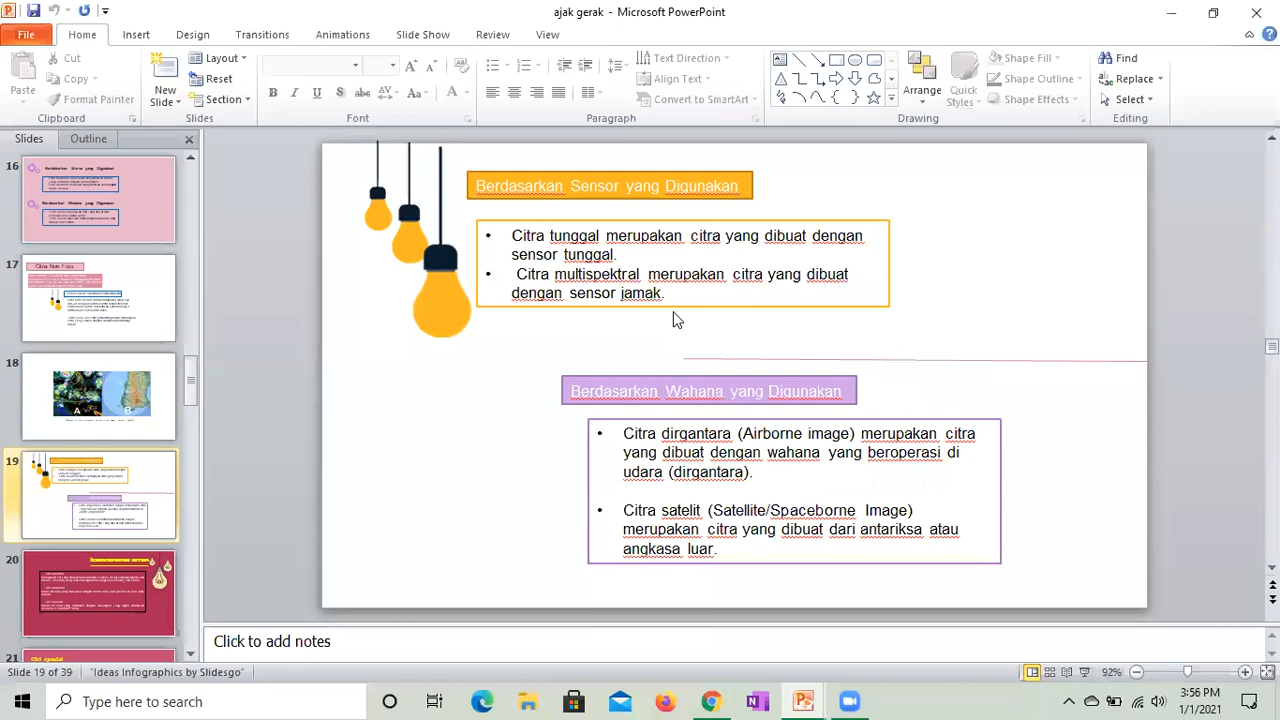 ajak gerak - Microsoft PowerPoint
File Home Insert Design Transitions Animations Slide Show Review View
Paste
Cut
Copy
Format Painter
Clipboard
New Slide
Layout
Reset
Section
Slides
B I U S abc AV Aa A
Font
Text Direction
Align Text
Convert to SmartArt
Paragraph
Arrange
Quick Styles
Shape Fill
Shape Outline
Shape Effects
Drawing
Find
Replace
Select
Editing
Slides Outline
16
17
18
A B
19
20
21
Berdasarkan Sensor yang Digunakan
• Citra tunggal merupakan citra yang dibuat dengan
sensor tunggal.
• Citra multispektral merupakan citra yang dibuat
dengan sensor jamak.
Berdasarkan Wahana yang Digunakan
• Citra dirgantara (Airborne image) merupakan citra
yang dibuat dengan wahana yang beroperasi di
udara (dirgantara).
• Citra satelit (Satellite/Spaceborne Image)
merupakan citra yang dibuat dari antariksa atau
angkasa luar.
Click to add notes
Slide 19 of 39 "Ideas Infographics by Slidesgo" 92%
Type here to search
3:56 PM
1/1/2021